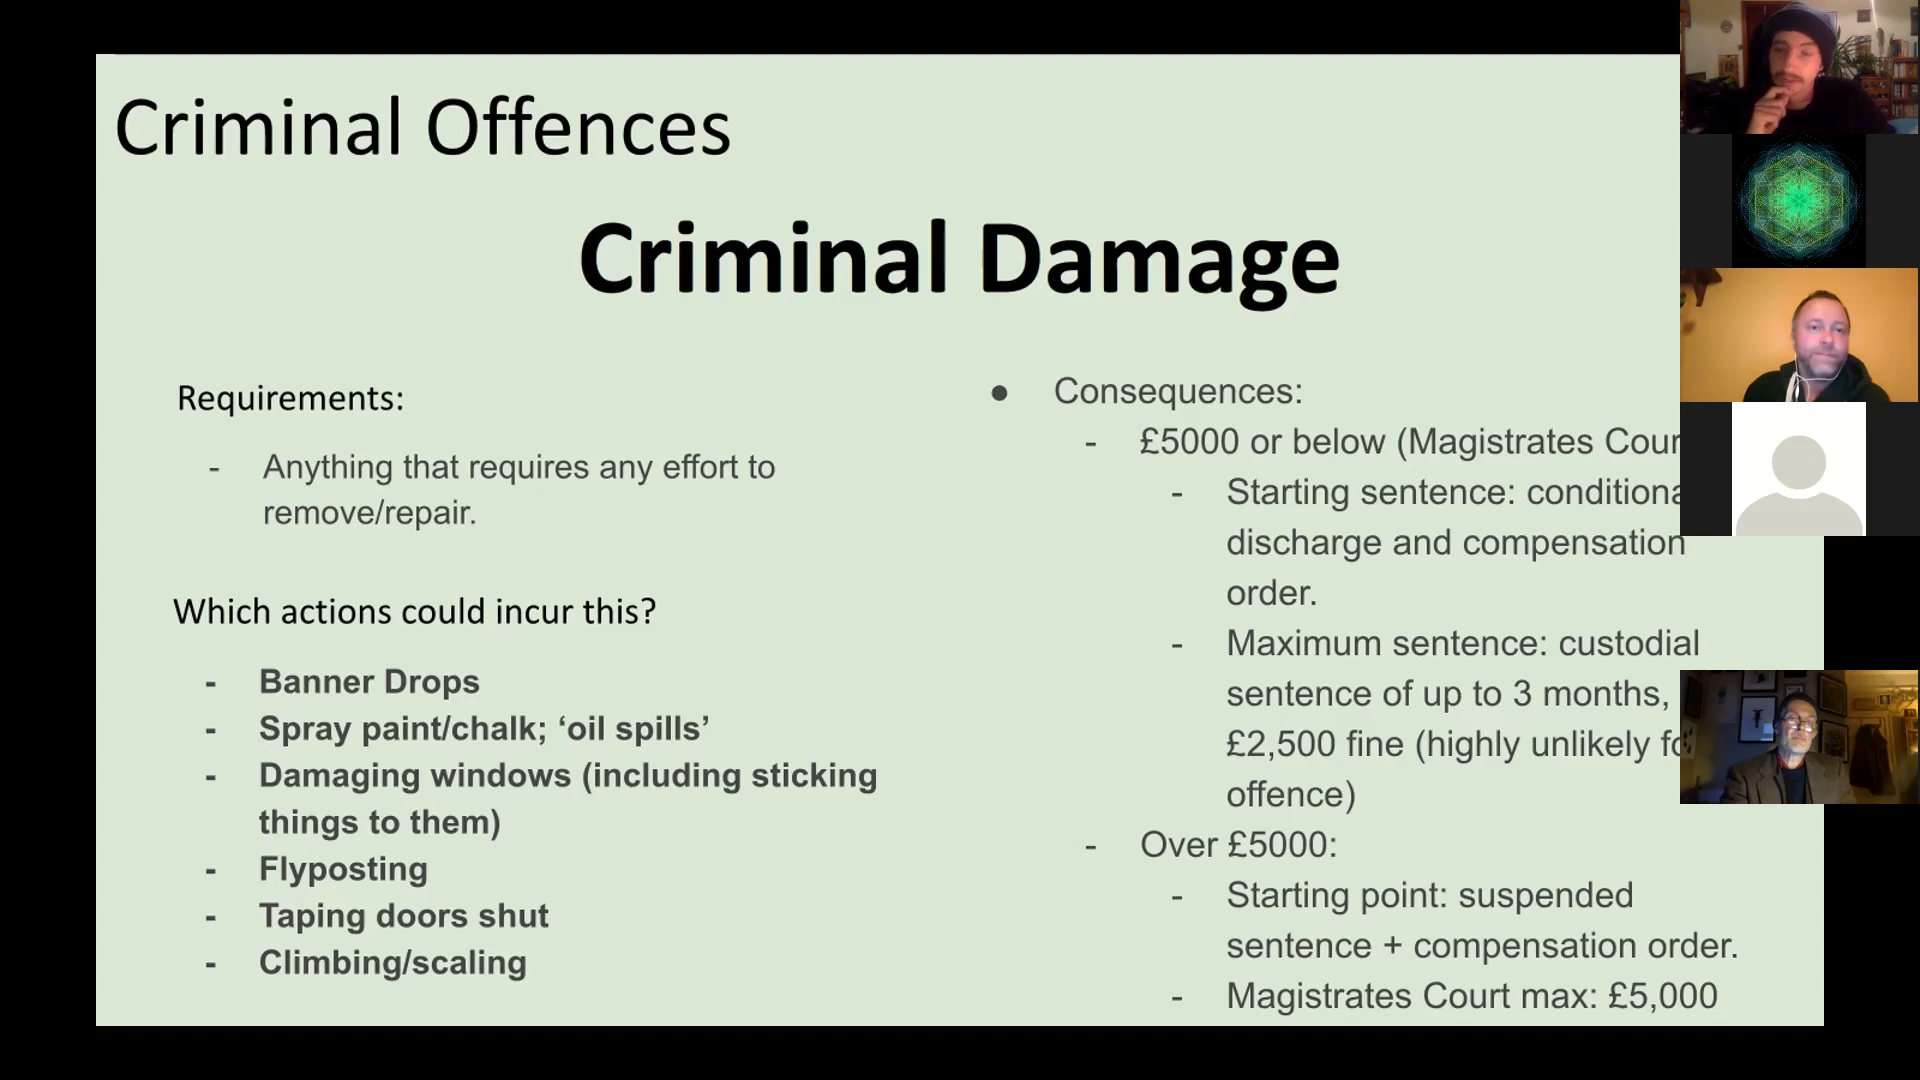 Criminal Offences
Criminal Damage
Requirements:
- Anything that requires any effort to
remove/repair.
Which actions could incur this?
- Banner Drops
- Spray paint/chalk; ‘oil spills’
- Damaging windows (including sticking
things to them)
- Flyposting
- Taping doors shut
- Climbing/scaling
● Consequences:
- £5000 or below (Magistrates
- Starting sentence:
discharge and compensation
order.
- Maximum sentence: custodial
sentence of up to 3 months,
£2,500 fine (highly unlikely
offence)
- Over £5000:
- Starting point: suspended
sentence + compensation order.
- Magistrates Court max: £5,000